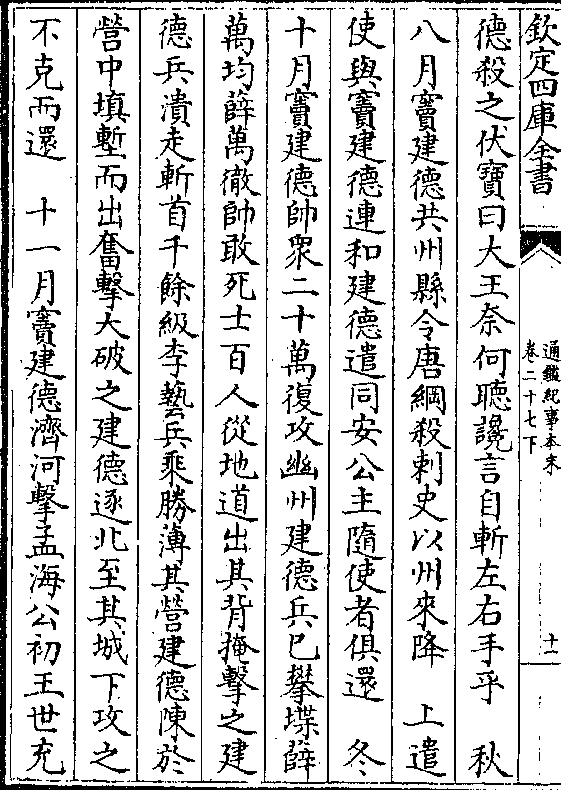 欽定四庫全書
通鑑紀事本末
卷二十七下
十一
德殺之伏寶曰大王奈何聽讒言自斬左右手乎　秋
八月竇建德共州縣令唐綱殺刺史以州來降　上遣
使與竇建德連和建德遣同安公主隨使者俱還　冬
十月竇建德帥衆二十萬復攻幽州建德兵已攀堞薛
萬均薛萬徹帥敢死士百人從地道出其背掩擊之建
德兵潰走斬首千餘級李藝兵乘勝薄其營建德陳於
營中填塹而出奮擊大破之建德逐北至其城下攻之
不克而還　十一月竇建德濟河擊孟海公初王世充